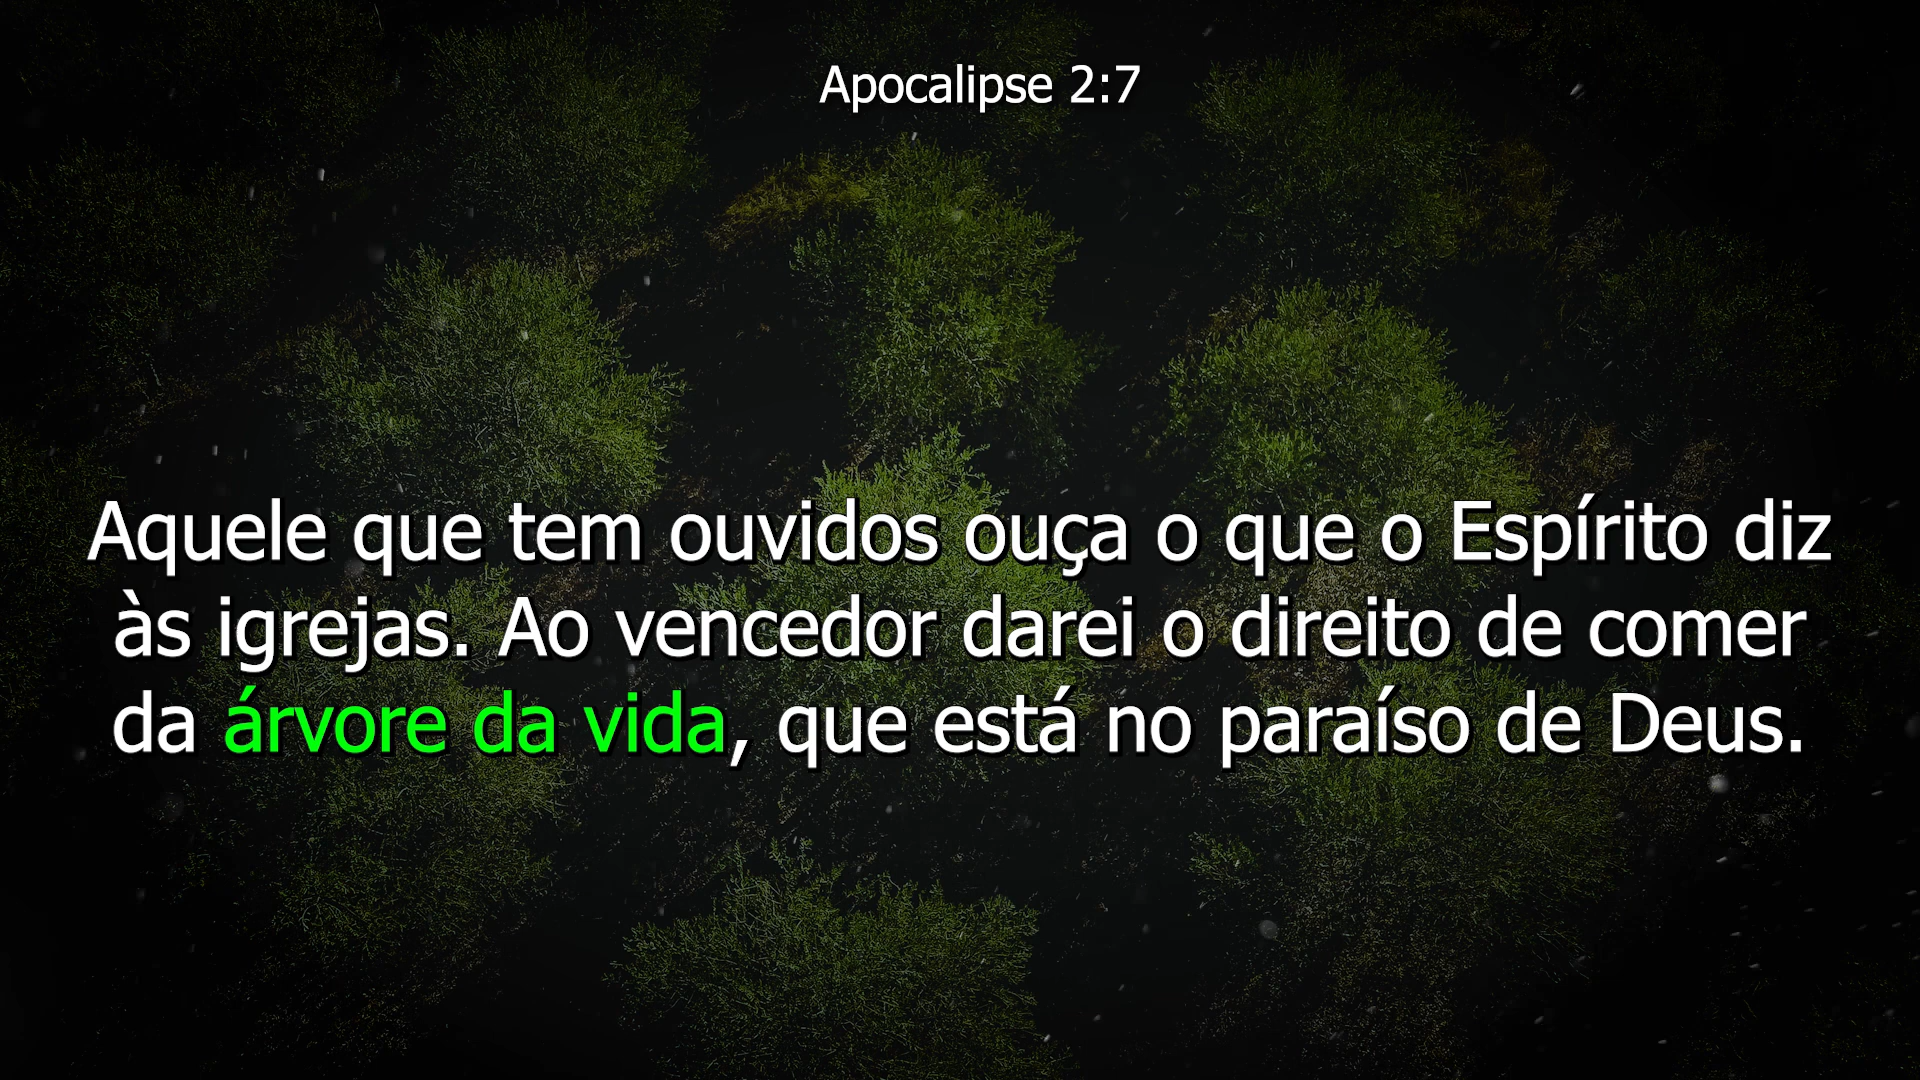 Apocalipse 2:7
Aquele que tem ouvidos ouça o que o Espírito diz
às igrejas. Ao vencedor darei o direito de comer
da árvore da vida, que está no paraíso de Deus.